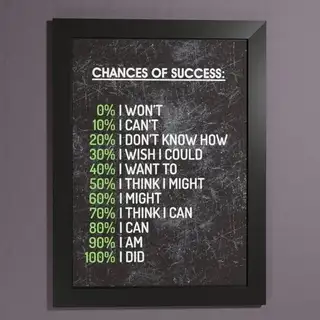 CHANCES OF SUCCESS:
0% I WON'T
10% I CAN'T
20% I DON'T KNOW HOW
30% I WISH I COULD
40% I WANT TO
50% I THINK I MIGHT
60% I MIGHT
70% I THINK I CAN
80% I CAN
90% I AM
100% I DID